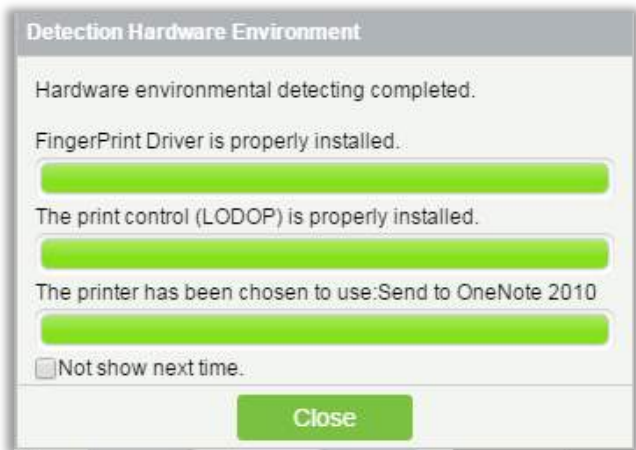 Detection Hardware Environment
Hardware environmental detecting completed.
FingerPrint Driver is properly installed.
The print control (LODOP) is properly installed.
The printer has been chosen to use:Send to OneNote 2010
Not show next time.
Close